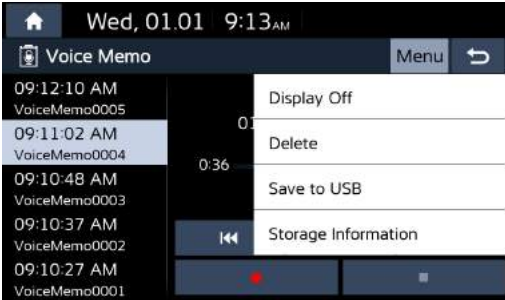 Wed, 01.01 9:13AM
Voice Memo
Menu
09:12:10 AM
VoiceMemo0005
09:11:02 AM
VoiceMemo0004
09:10:48 AM
VoiceMemo0003
09:10:37 AM
VoiceMemo0002
09:10:27 AM
VoiceMemo0001
01
0:36
Display Off
Delete
Save to USB
Storage Information